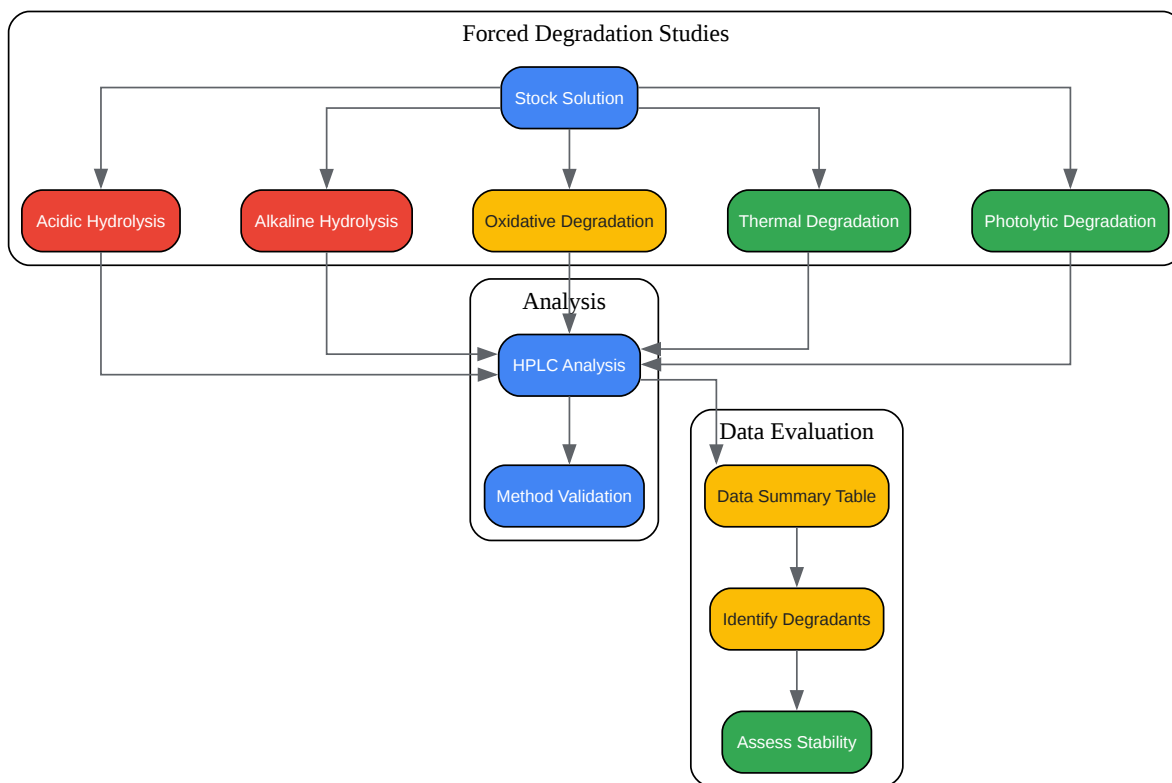 Forced Degradation Studies
Stock Solution
Acidic Hydrolysis
Alkaline Hydrolysis
Oxidative Degradation
Thermal Degradation
Photolytic Degradation
Analysis
HPLC Analysis
Method Validation
Data Evaluation
Data Summary Table
Identify Degradants
Assess Stability